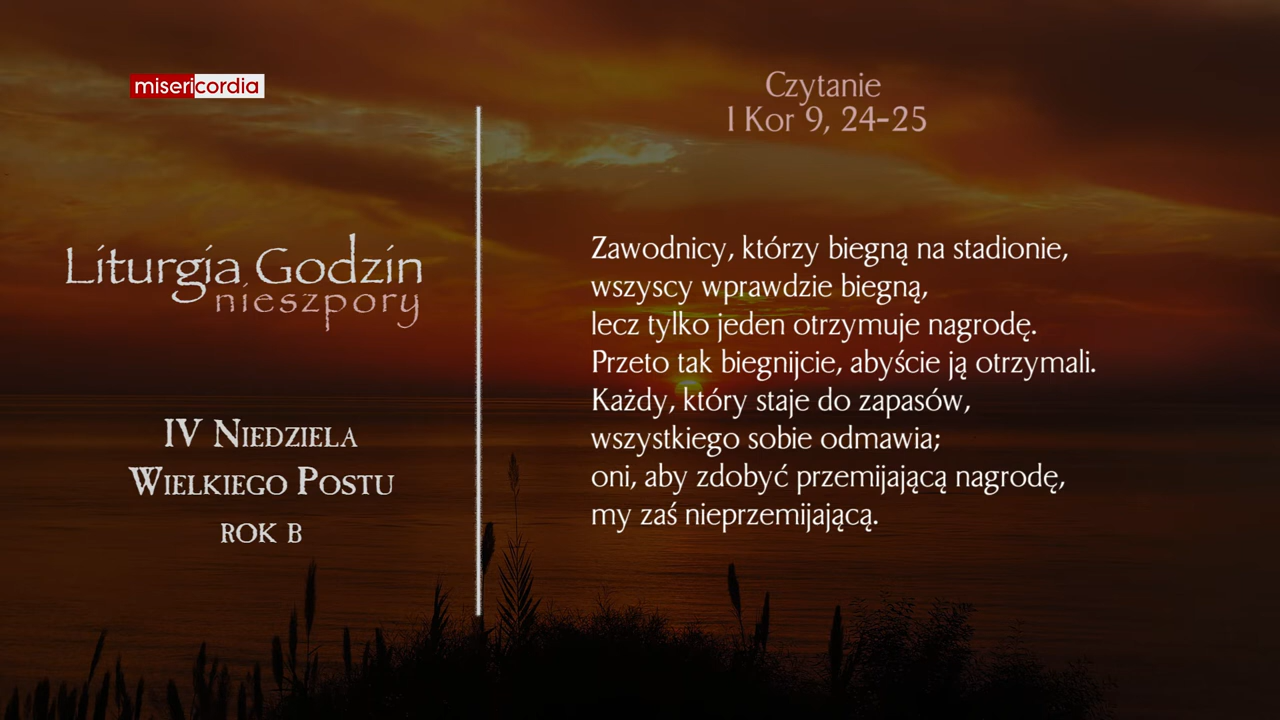 misericordia
Liturgia Godzin
nieszpory
IV Niedziela
Wielkiego Postu
rok B
Czytanie
1 Kor 9, 24-25
Zawodnicy, którzy biegną na stadionie,
wszyscy wprawdzie biegną,
lecz tylko jeden otrzymuje nagrodę.
Przeto tak biegnijcie, abyście ją otrzymali.
Każdy, który staje do zapasów,
wszystkiego sobie odmawia;
oni, aby zdobyć przemijającą nagrodę,
my zaś nieprzemijającą.